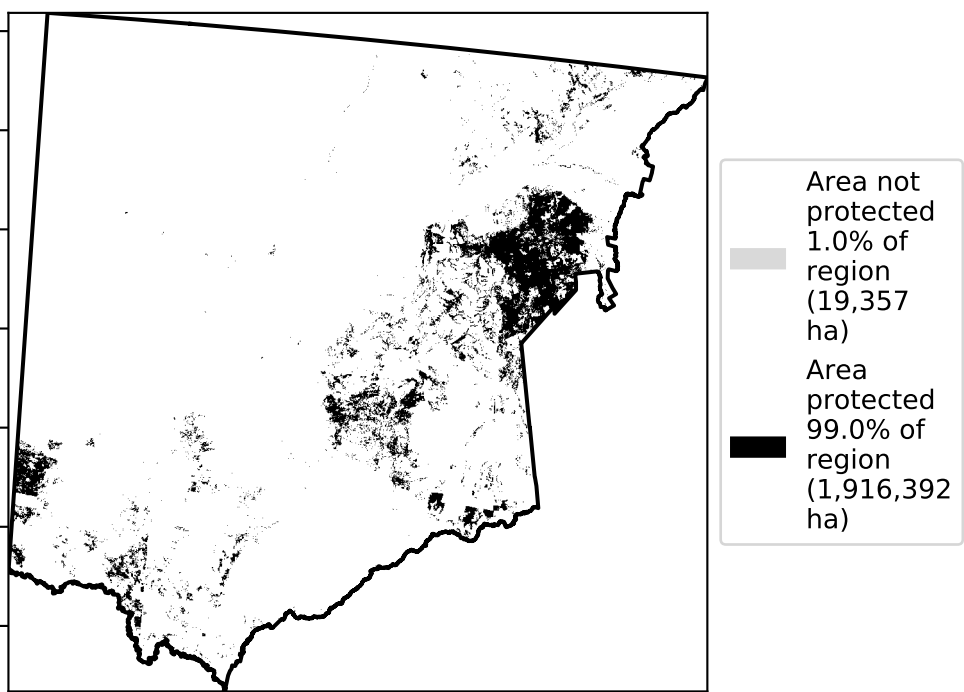 Area not
protected
1.0% of
region
(19,357
ha)
Area
protected
99.0% of
region
(1,916,392
ha)